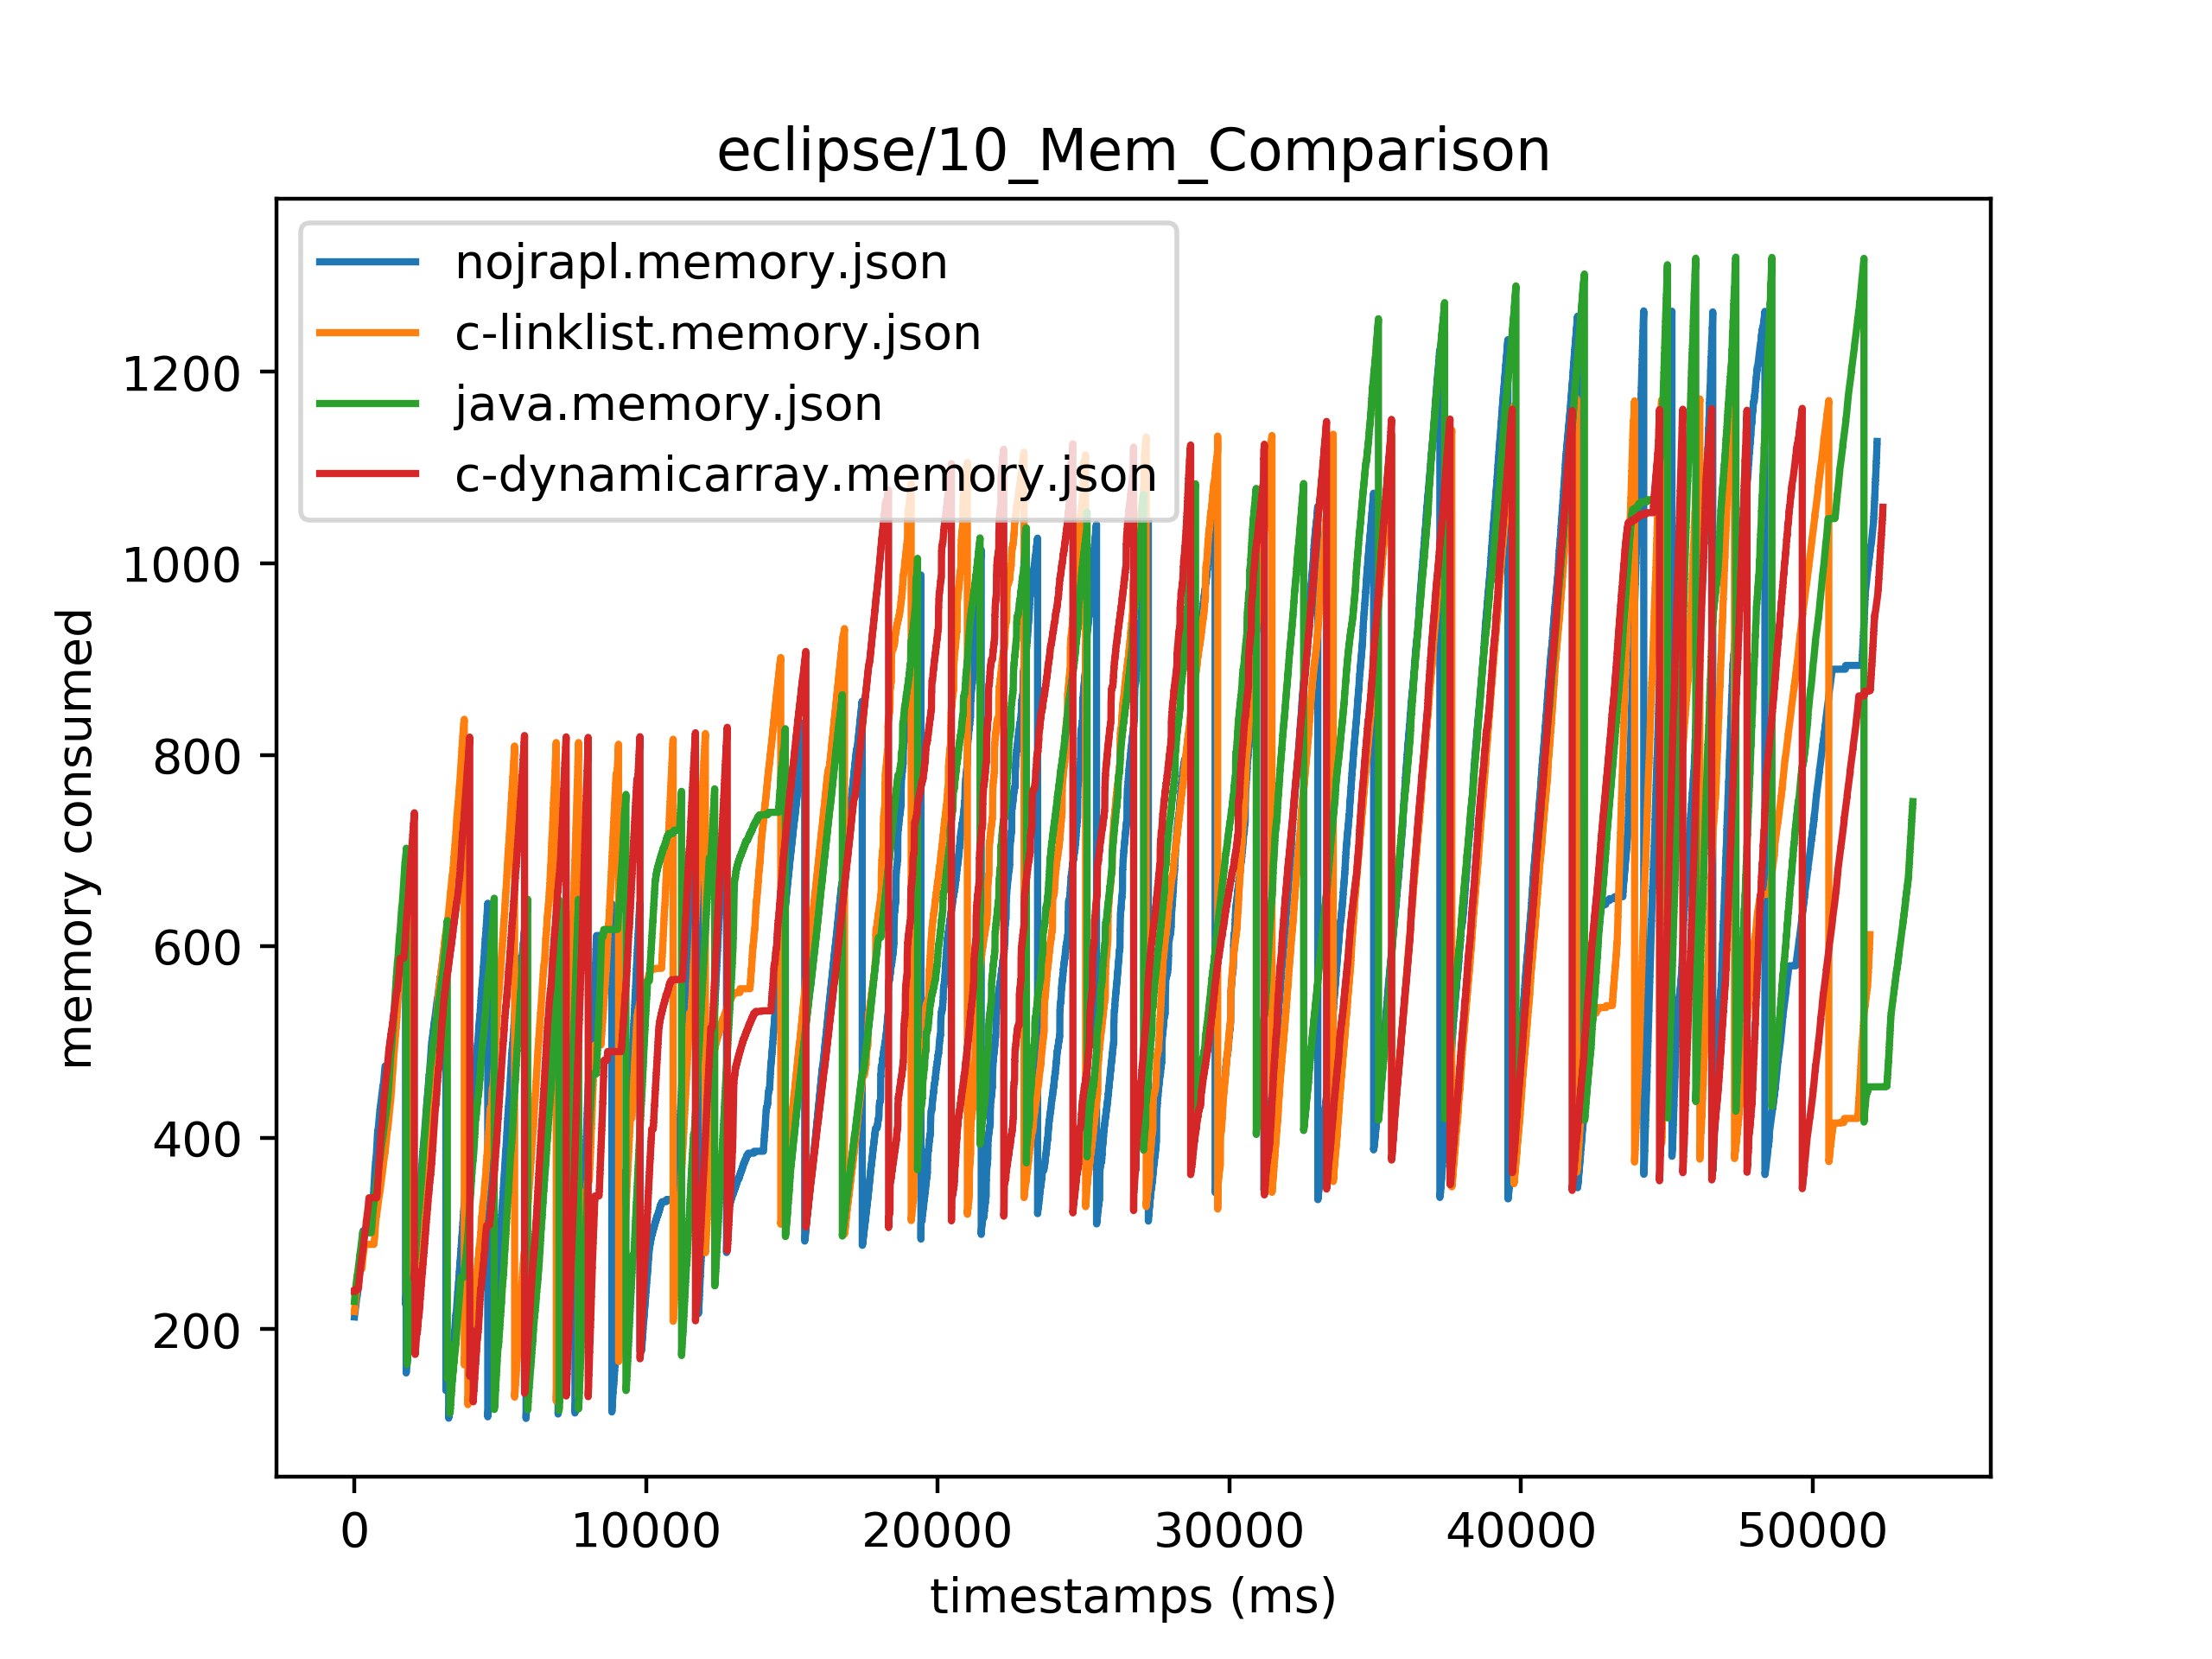 eclipse/10_Mem_Comparison
nojrapl.memory.json
c-linklist.memory.json
java.memory.json
c-dynamicarray.memory.json
memory consumed
1200
1000
800
600
400
200
0 10000 20000 30000 40000 50000
timestamps (ms)